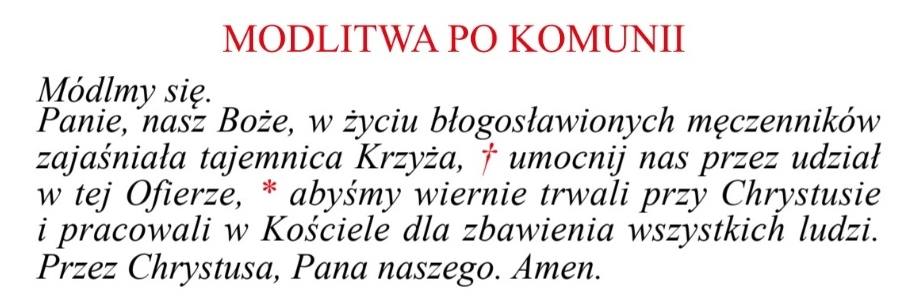 MODLITWA PO KOMUNII
Módlmy się.
Panie, nasz Boże, w życiu błogosławionych męczenników
zajaśniała tajemnica Krzyża, † umocnij nas przez udział
w tej Ofierze, * abyśmy wiernie trwali przy Chrystusie
i pracowali w Kościele dla zbawienia wszystkich ludzi.
Przez Chrystusa, Pana naszego. Amen.